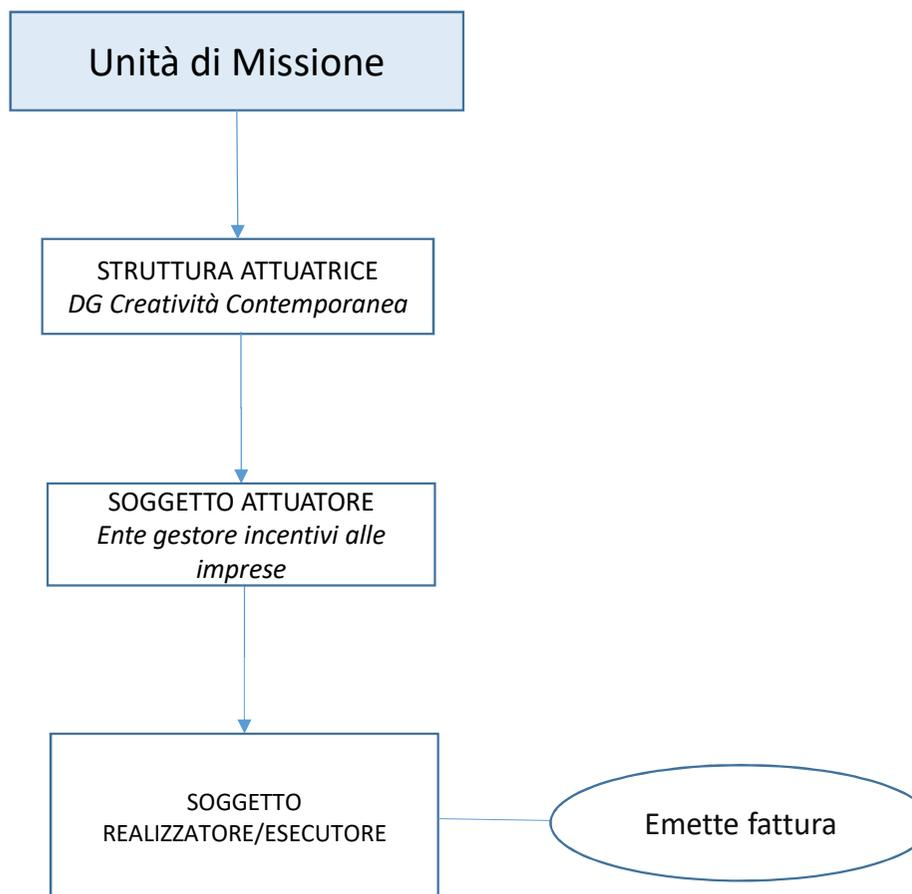 Unità di Missione
STRUTTURA ATTUATRICE
DG Creatività Contemporanea
SOGGETTO ATTUATORE
Ente gestore incentivi alle
imprese
SOGGETTO
REALIZZATORE/ESECUTORE
Emette fattura